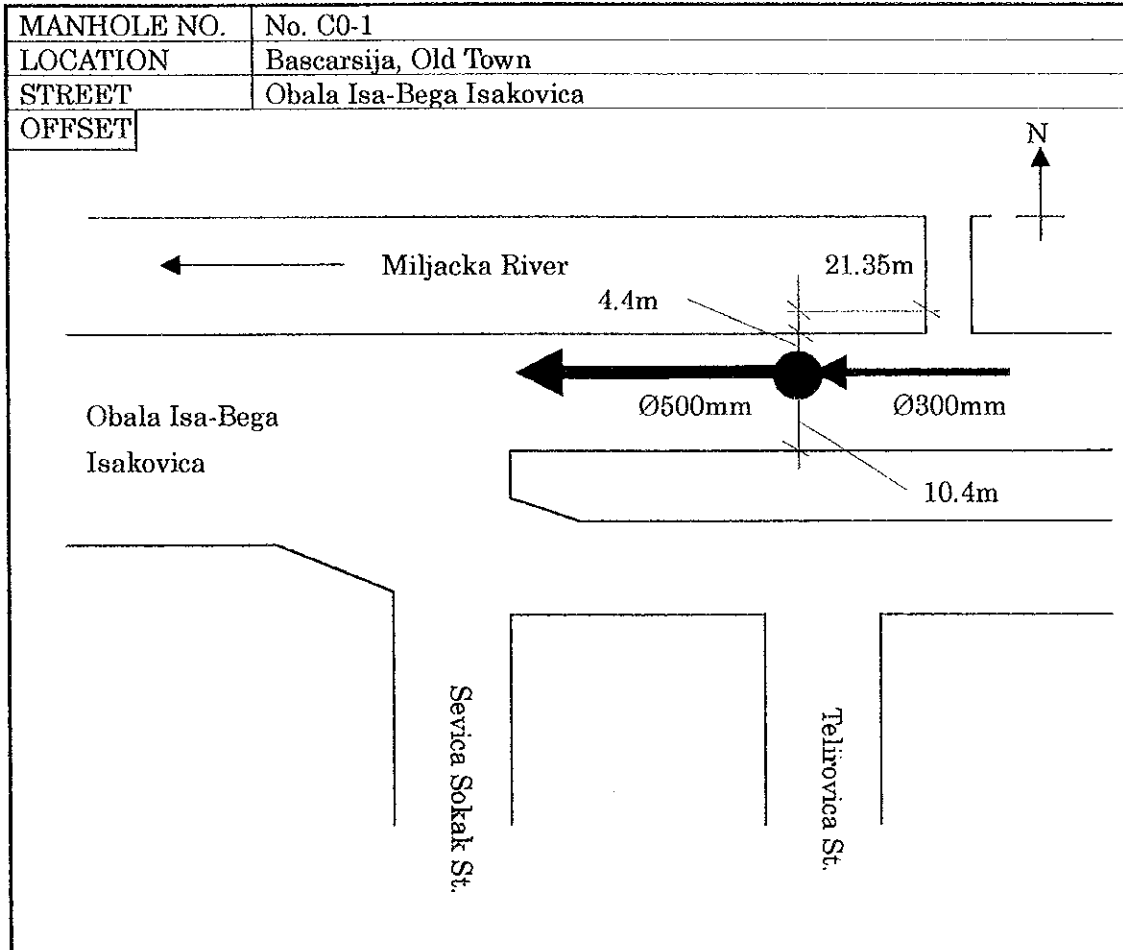 MANHOLE NO. No. C0-1
LOCATION Bascarsija, Old Town
STREET Obala Isa-Bega Isakovica
OFFSET
N
Miljacka River
21.35m
4.4m
Ø500mm
Ø300mm
Obala Isa-Bega
Isakovica
10.4m
Sevica Sokak St.
Telirovica St.